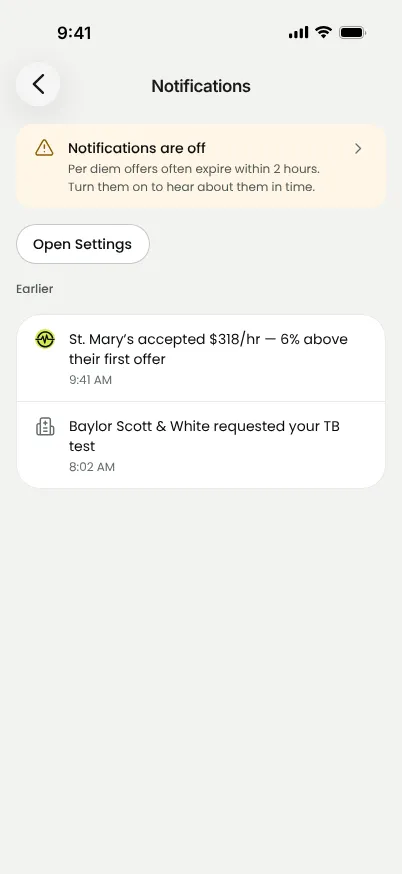 9:41
Notifications
Notifications are off
Per diem offers often expire within 2 hours.
Turn them on to hear about them in time.
Open Settings
Earlier
St. Mary’s accepted $318/hr — 6% above
their first offer
9:41 AM
Baylor Scott & White requested your TB
test
8:02 AM